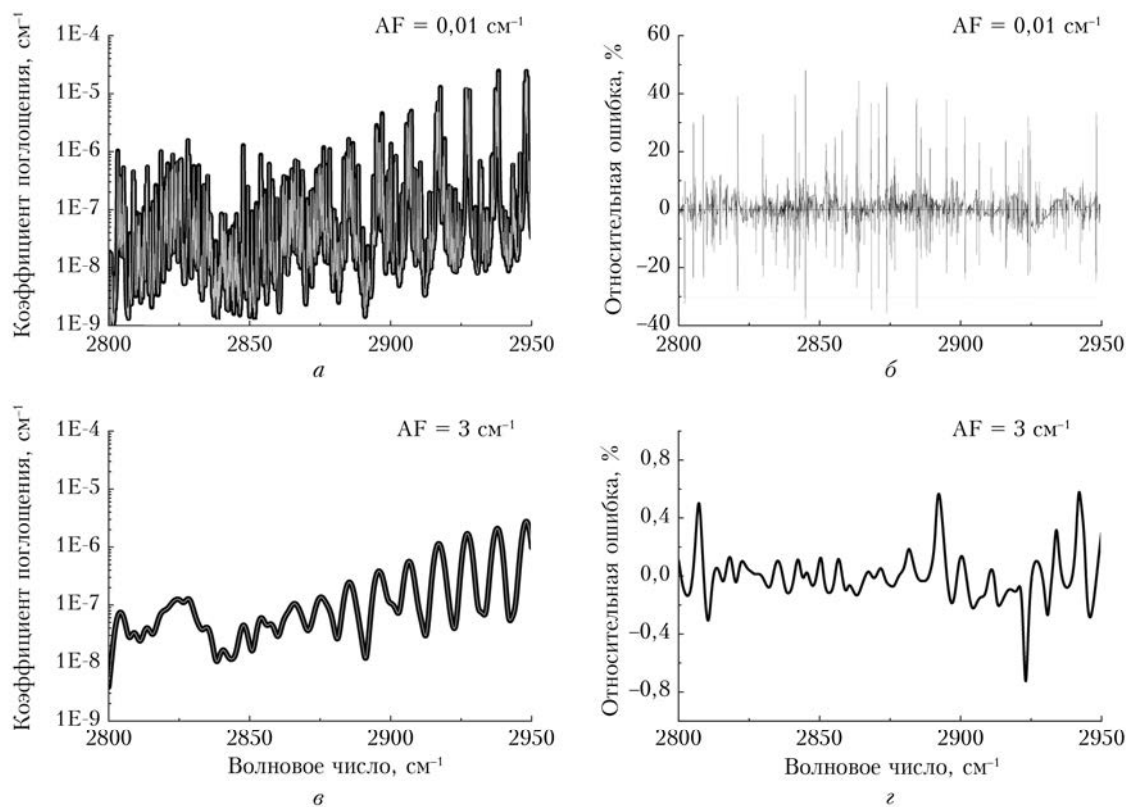 Коэффициент поглощения, см⁻¹
AF = 0,01 см⁻¹
1E-4
1E-5
1E-6
1E-7
1E-8
1E-9
2800 2850 2900 2950
а
Относительная ошибка, %
AF = 0,01 см⁻¹
60
40
20
0
−20
−40
2800 2850 2900 2950
б
Коэффициент поглощения, см⁻¹
AF = 3 см⁻¹
1E-4
1E-5
1E-6
1E-7
1E-8
1E-9
2800 2850 2900 2950
Волновое число, см⁻¹
в
Относительная ошибка, %
AF = 3 см⁻¹
0,8
0,4
0,0
−0,4
−0,8
2800 2850 2900 2950
Волновое число, см⁻¹
г